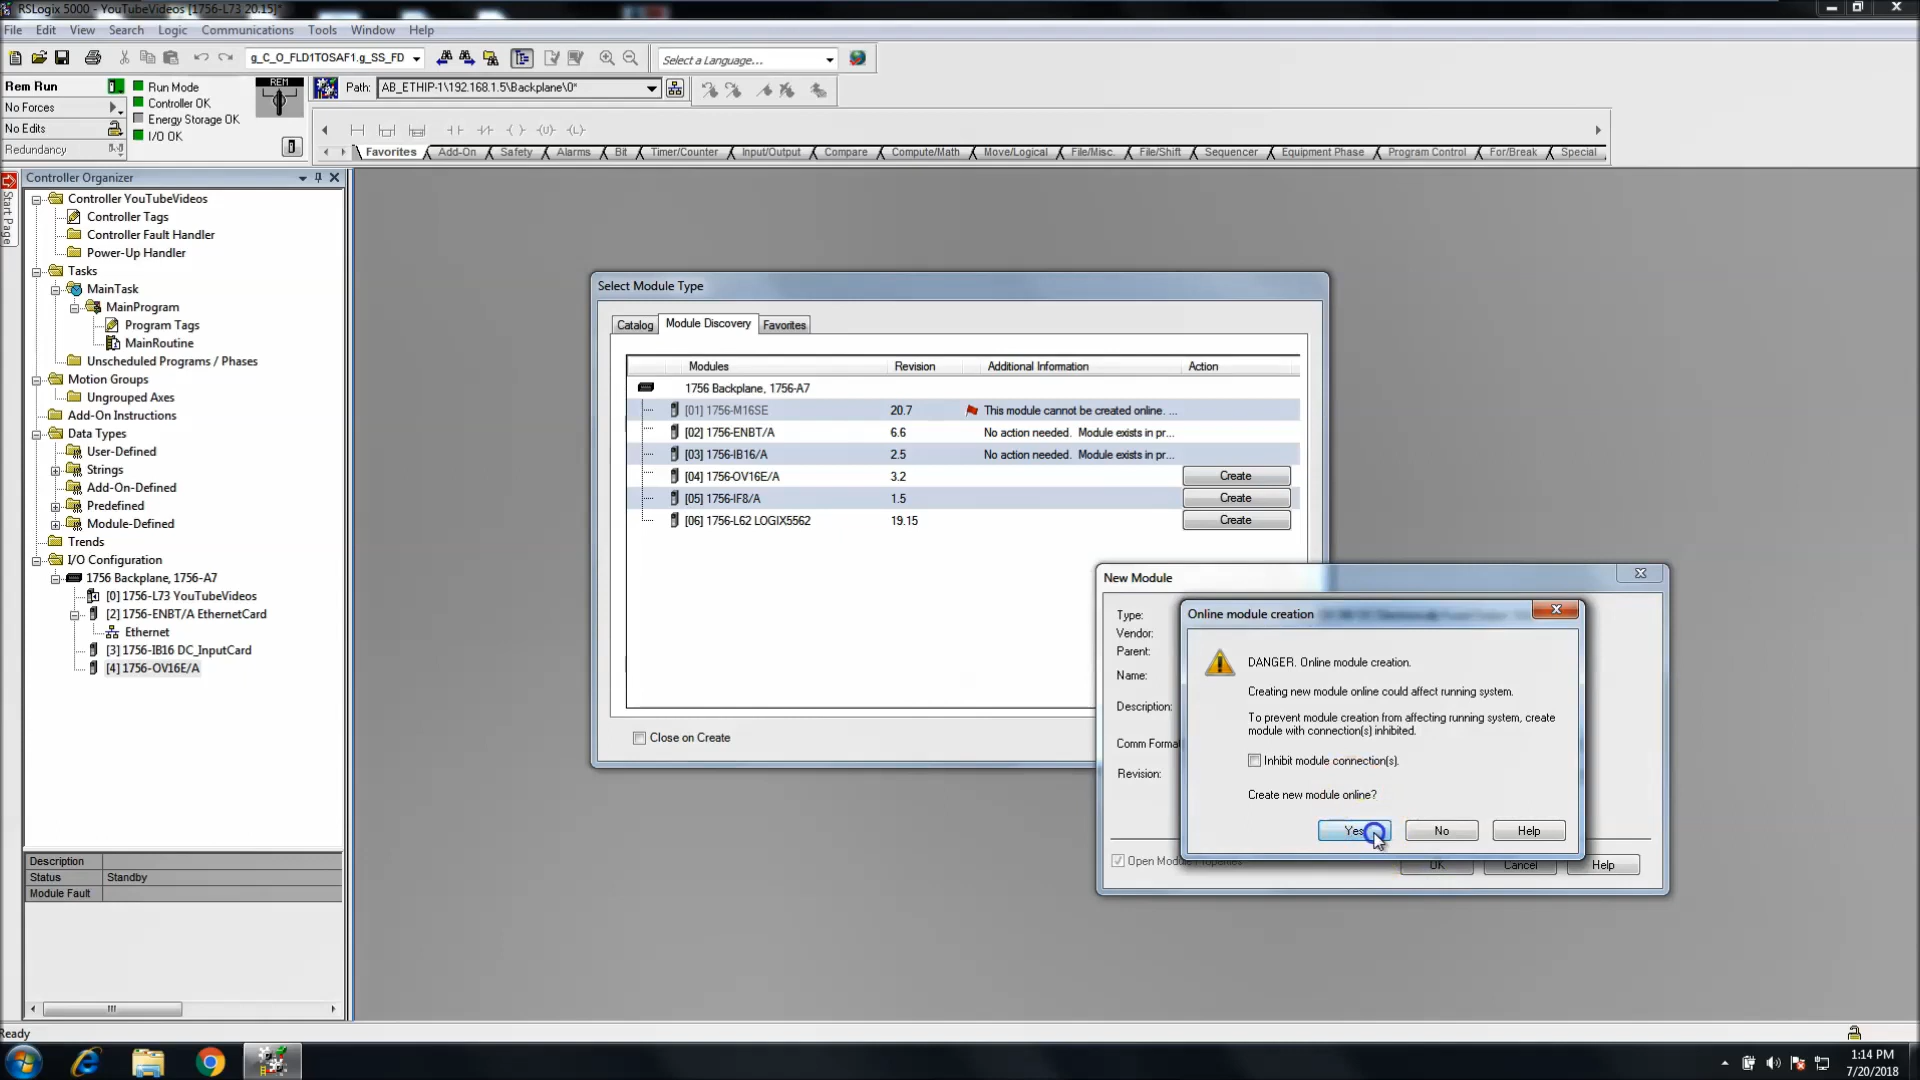 RSLogix 5000 - YouTubeVideos [1756-L73 20.15]*
File Edit View Search Logic Communications Tools Window Help
g_C_O_FLD1TOSAF1.g_SS_FD
Select a Language...
Rem Run
No Forces
No Edits
Redundancy
Run Mode
Controller OK
Energy Storage OK
I/O OK
REM
Path: AB_ETHIP-1\192.168.1.5\Backplane\0*
Favorites Add-On Safety Alarms Bit Timer/Counter Input/Output Compare Compute/Math Move/Logical File/Misc. File/Shift Sequencer Equipment Phase Program Control For/Break Special
Start Page
Controller Organizer
Controller YouTubeVideos
Controller Tags
Controller Fault Handler
Power-Up Handler
Tasks
MainTask
MainProgram
Program Tags
MainRoutine
Unscheduled Programs / Phases
Motion Groups
Ungrouped Axes
Add-On Instructions
Data Types
User-Defined
Strings
Add-On-Defined
Predefined
Module-Defined
Trends
I/O Configuration
1756 Backplane, 1756-A7
[0] 1756-L73 YouTubeVideos
[2] 1756-ENBT/A EthernetCard
Ethernet
[3] 1756-IB16 DC_InputCard
[4] 1756-OV16E/A
Description
Status Standby
Module Fault
Select Module Type
Catalog Module Discovery Favorites
Modules Revision Additional Information Action
1756 Backplane, 1756-A7
[01] 1756-M16SE 20.7 This module cannot be created online. ...
[02] 1756-ENBT/A 6.6 No action needed. Module exists in pr...
[03] 1756-IB16/A 2.5 No action needed. Module exists in pr...
[04] 1756-OV16E/A 3.2 Create
[05] 1756-IF8/A 1.5 Create
[06] 1756-L62 LOGIX5562 19.15 Create
Close on Create
New Module
Type:
Vendor:
Parent:
Name:
Description:
Comm Format
Revision:
Open Module Properties
OK Cancel Help
Online module creation
DANGER. Online module creation.
Creating new module online could affect running system.
To prevent module creation from affecting running system, create
module with connection(s) inhibited.
Inhibit module connection(s).
Create new module online?
Yes No Help
Ready
1:14 PM
7/20/2018